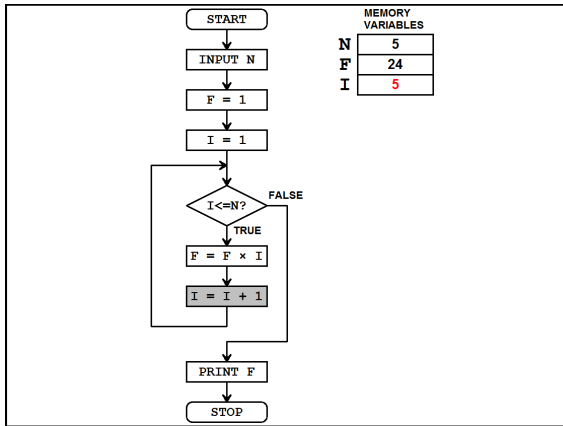 START
INPUT N
F = 1
I = 1
I<=N?
FALSE
TRUE
F = F × I
I = I + 1
PRINT F
STOP
MEMORY
VARIABLES
N 5
F 24
I 5